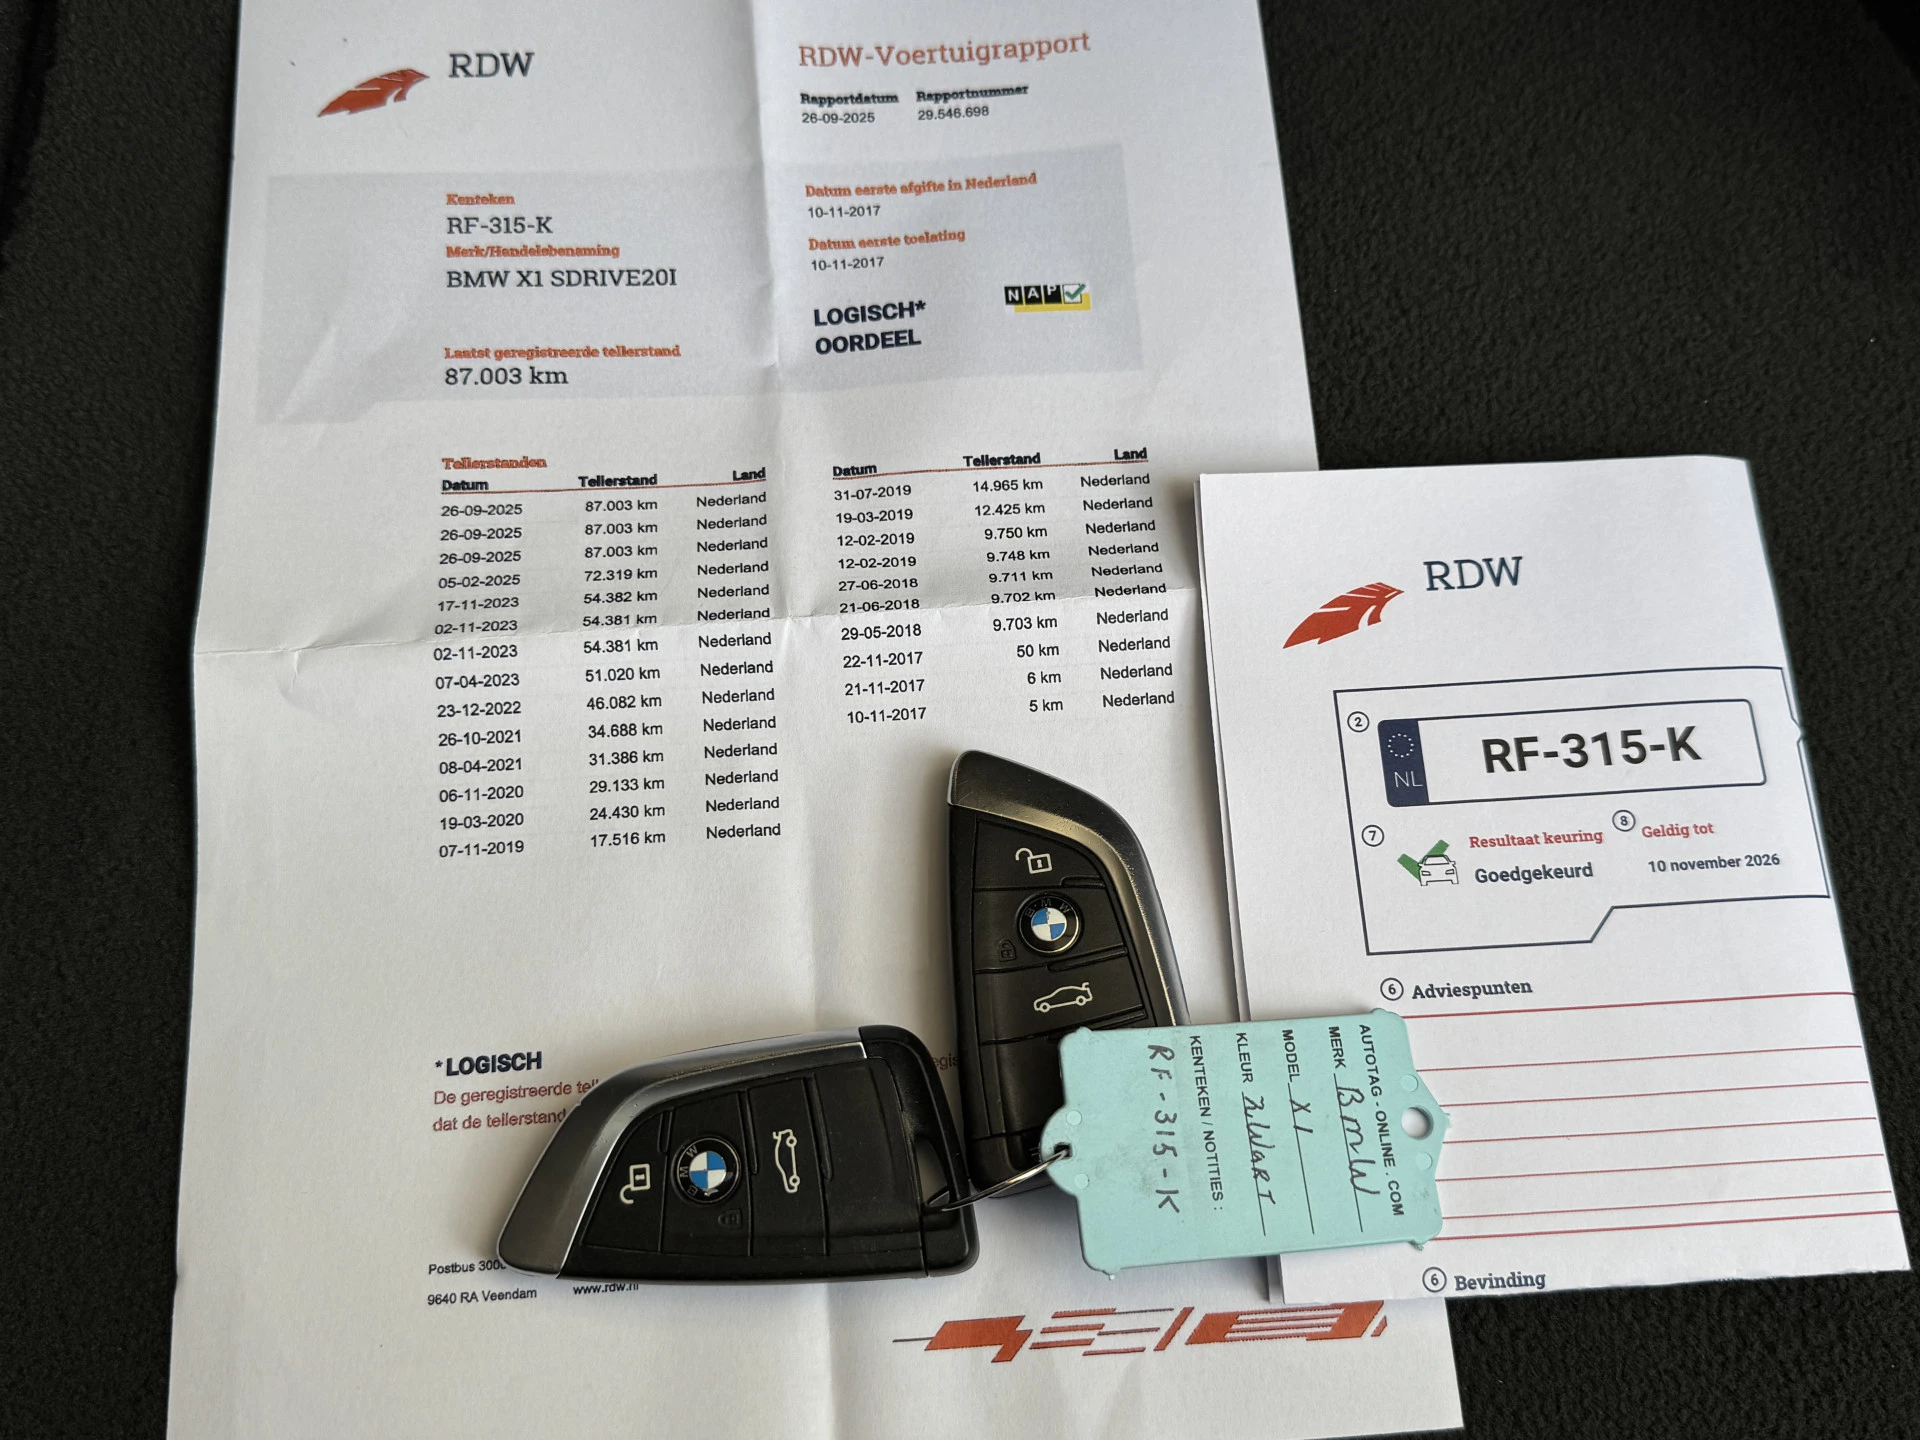 RDW
RDW-Voertuigrapport
Rapportdatum Rapportnummer
26-09-2025 29.546.698
Kenteken
RF-315-K
Merk/Handelsbenaming
BMW X1 SDRIVE20I
Laatst geregistreerde tellerstand
87.003 km
Datum eerste afgifte in Nederland
10-11-2017
Datum eerste toelating
10-11-2017
LOGISCH*
OORDEEL
NAP
Tellerstanden
Datum Tellerstand Land
26-09-2025 87.003 km Nederland
26-09-2025 87.003 km Nederland
26-09-2025 87.003 km Nederland
05-02-2025 72.319 km Nederland
17-11-2023 54.382 km Nederland
02-11-2023 54.381 km Nederland
02-11-2023 54.381 km Nederland
07-04-2023 51.020 km Nederland
23-12-2022 46.082 km Nederland
26-10-2021 34.688 km Nederland
08-04-2021 31.386 km Nederland
06-11-2020 29.133 km Nederland
19-03-2020 24.430 km Nederland
07-11-2019 17.516 km Nederland
Datum Tellerstand Land
31-07-2019 14.965 km Nederland
19-03-2019 12.425 km Nederland
12-02-2019 9.750 km Nederland
12-02-2019 9.748 km Nederland
27-06-2018 9.711 km Nederland
21-06-2018 9.702 km Nederland
29-05-2018 9.703 km Nederland
22-11-2017 50 km Nederland
21-11-2017 6 km Nederland
10-11-2017 5 km Nederland
*LOGISCH
De geregistreerde
dat de tellerstand
Postbus
9640 RA Veendam www.rdw.nl
BMW
BMW
AUTOTAG-ONLINE.COM
MERK BMW
MODEL X1
KLEUR ZWART
KENTEKEN / NOTITIES:
RF-315-K
RDW
2
NL
RF-315-K
7 Resultaat keuring
Goedgekeurd
8 Geldig tot
10 november 2026
6 Adviespunten
6 Bevinding